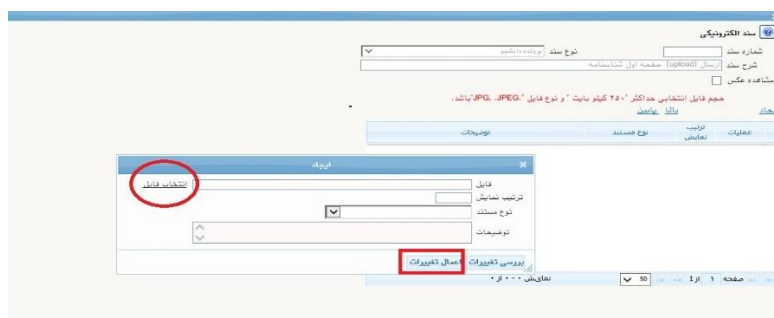 سند الکترونیکی
شماره سند
نوع سند پرونده دانشجو
شرح سند ارسال (upload) صفحه اول شناسنامه
مشاهده عکس
حجم فایل انتخابی حداکثر "۲۵۰ کیلو بایت " و نوع فایل "JPG, .JPEG."باشد.
ایجاد بالا پایین
عملیات ترتیب نمایش نوع مستند توضیحات
ایجاد
فایل انتخاب فایل
ترتیب نمایش
نوع مستند
توضیحات
بررسی تغییرات اعمال تغییرات
صفحه ۱ از 1 50 نمایش ۰ - ۰ از ۰